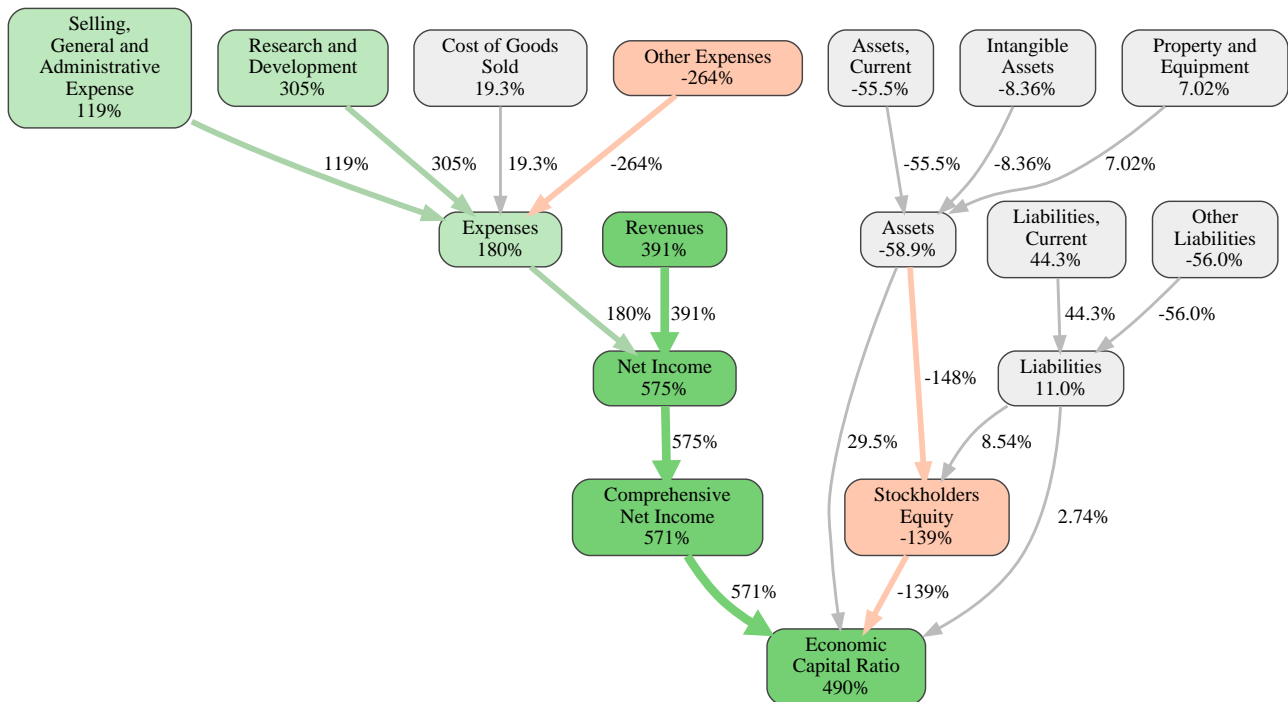 Selling,
General and
Administrative
Expense
119%
Research and
Development
305%
Cost of Goods
Sold
19.3%
Other Expenses
-264%
Assets,
Current
-55.5%
Intangible
Assets
-8.36%
Property and
Equipment
7.02%
119%
305%
19.3%
-264%
-55.5%
-8.36%
7.02%
Expenses
180%
Revenues
391%
Assets
-58.9%
Liabilities,
Current
44.3%
Other
Liabilities
-56.0%
180%
391%
44.3%
-56.0%
Net Income
575%
-148%
Liabilities
11.0%
575%
29.5%
8.54%
Comprehensive
Net Income
571%
Stockholders
Equity
-139%
2.74%
571%
-139%
Economic
Capital Ratio
490%